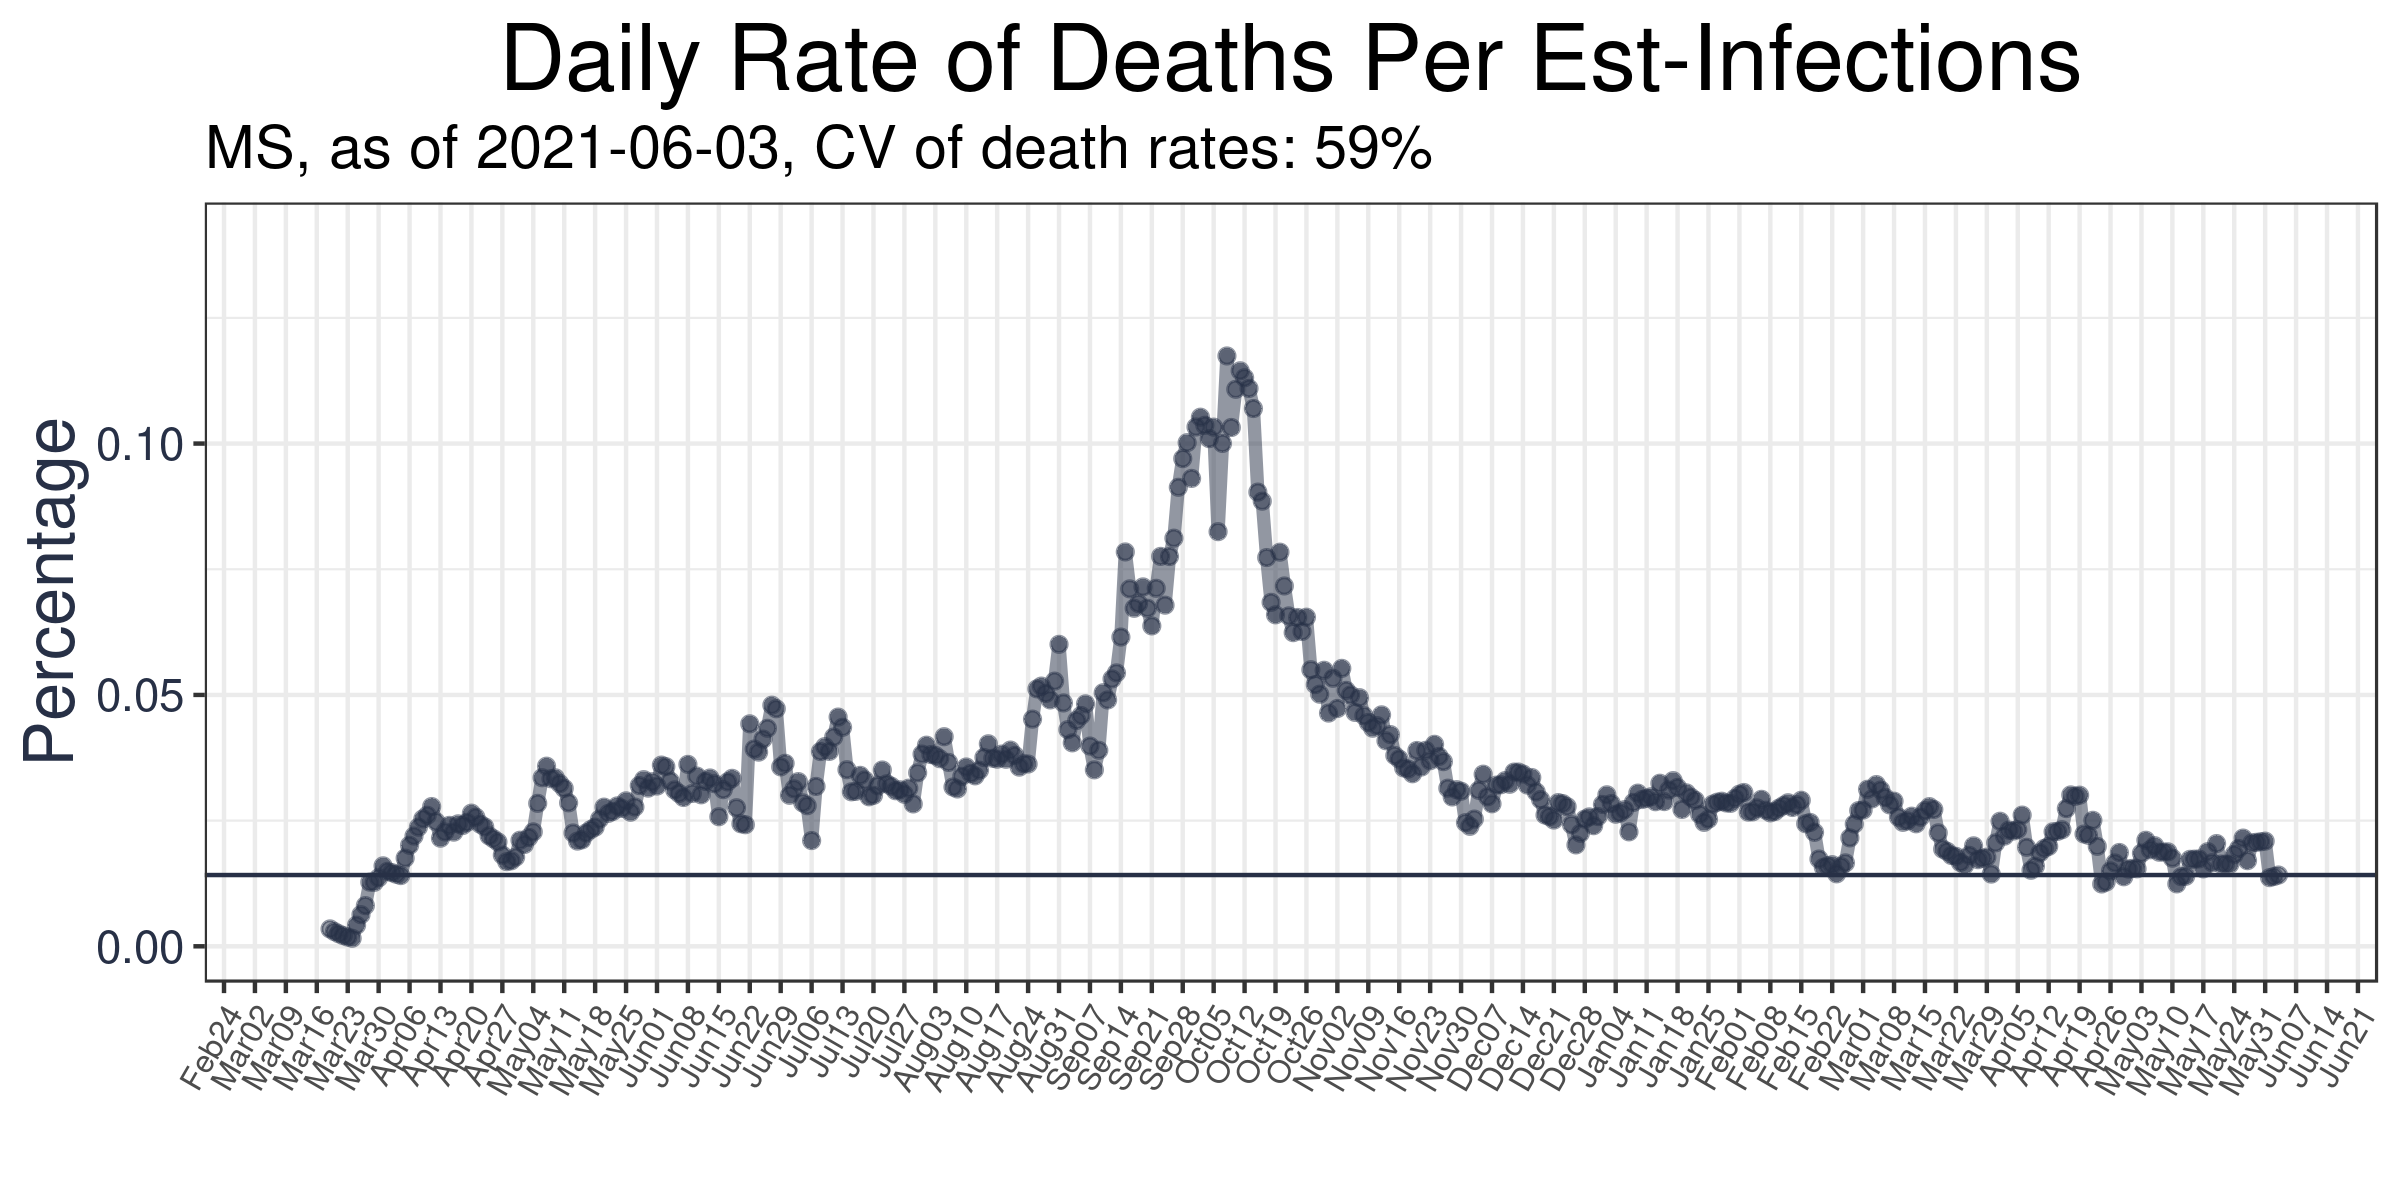 Daily Rate of Deaths Per Est-Infections
MS, as of 2021-06-03, CV of death rates: 59%
Percentage
0.10
0.05
0.00
Feb24
Mar02
Mar09
Mar16
Mar23
Mar30
Apr06
Apr13
Apr20
Apr27
May04
May11
May18
May25
Jun01
Jun08
Jun15
Jun22
Jun29
Jul06
Jul13
Jul20
Jul27
Aug03
Aug10
Aug17
Aug24
Aug31
Sep07
Sep14
Sep21
Sep28
Oct05
Oct12
Oct19
Oct26
Nov02
Nov09
Nov16
Nov23
Nov30
Dec07
Dec14
Dec21
Dec28
Jan04
Jan11
Jan18
Jan25
Feb01
Feb08
Feb15
Feb22
Mar01
Mar08
Mar15
Mar22
Mar29
Apr05
Apr12
Apr19
Apr26
May03
May10
May17
May24
May31
Jun07
Jun14
Jun21